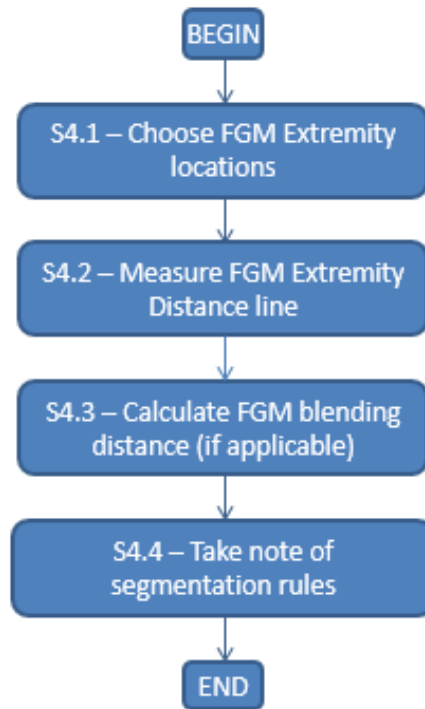 BEGIN
S4.1 – Choose FGM Extremity
locations
S4.2 – Measure FGM Extremity
Distance line
S4.3 – Calculate FGM blending
distance (if applicable)
S4.4 – Take note of
segmentation rules
END